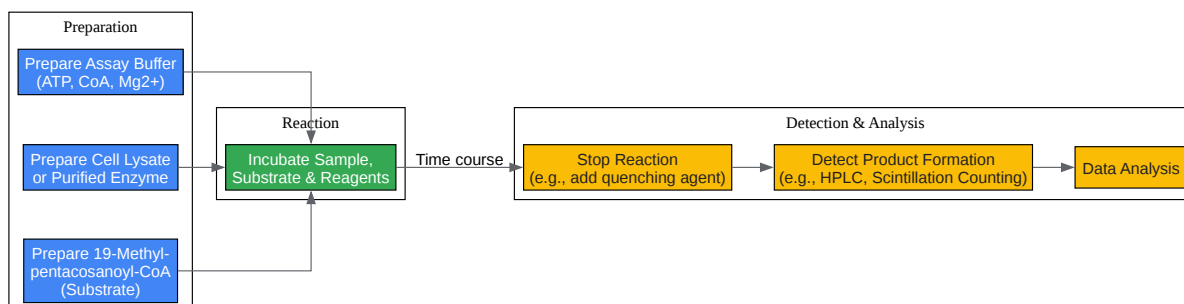 Preparation
Prepare Assay Buffer
(ATP, CoA, Mg2+)
Prepare Cell Lysate
or Purified Enzyme
Prepare 19-Methyl-
pentacosanoyl-CoA
(Substrate)
Reaction
Incubate Sample,
Substrate & Reagents
Time course
Detection & Analysis
Stop Reaction
(e.g., add quenching agent)
Detect Product Formation
(e.g., HPLC, Scintillation Counting)
Data Analysis